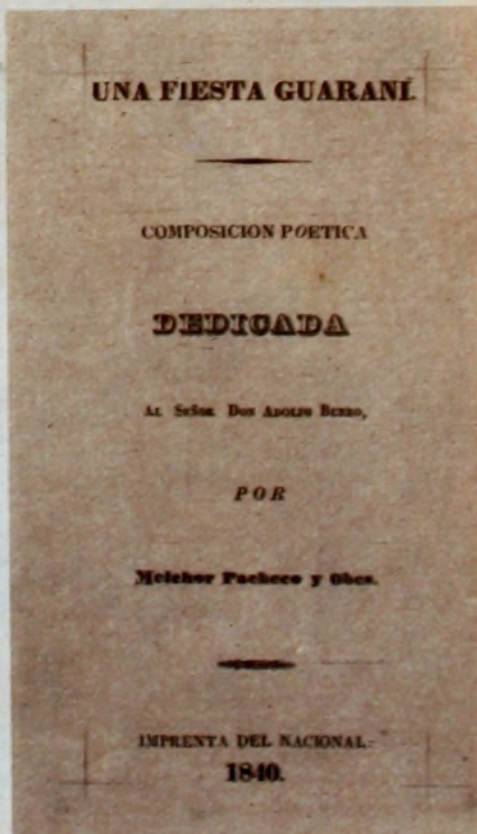 UNA FIESTA GUARANÍ.
COMPOSICION POETICA
DEDICADA
AL SEÑOR DON ADOLFO BERRO,
POR
Melchor Pacheco y Obes.
IMPRENTA DEL NACIONAL
1840.